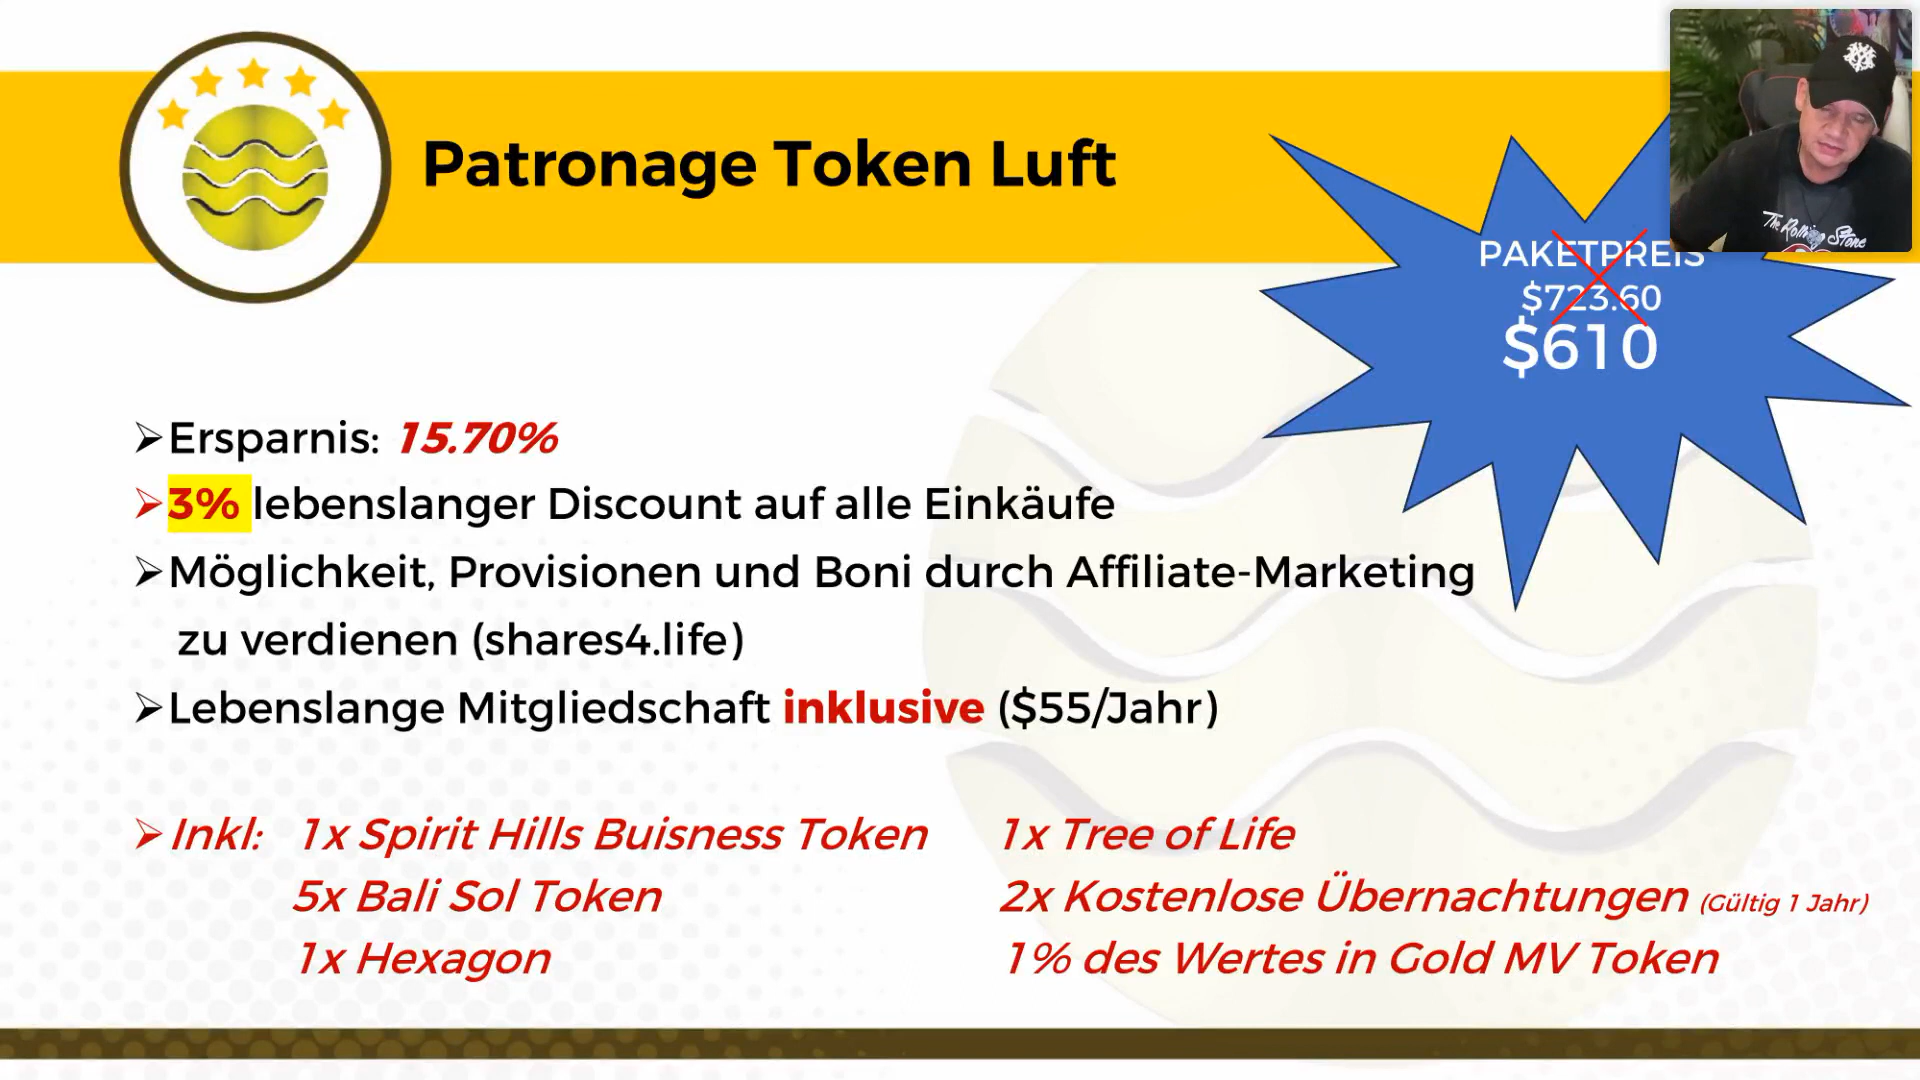 Patronage Token Luft
PAKETPREIS
$723.60
$610
Ersparnis: 15.70%
3% lebenslanger Discount auf alle Einkäufe
Möglichkeit, Provisionen und Boni durch Affiliate-Marketing
zu verdienen (shares4.life)
Lebenslange Mitgliedschaft inklusive ($55/Jahr)
Inkl: 1x Spirit Hills Buisness Token 1x Tree of Life
5x Bali Sol Token 2x Kostenlose Übernachtungen (Gültig 1 Jahr)
1x Hexagon 1% des Wertes in Gold MV Token
The Rolling Stone